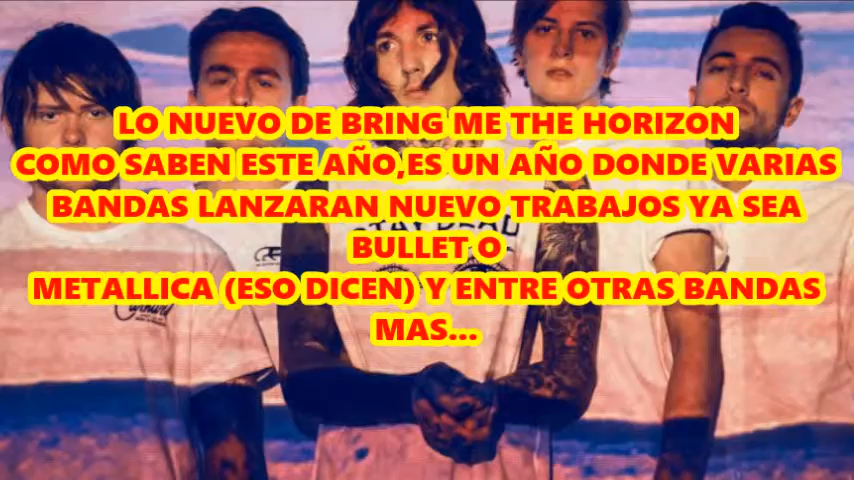 LO NUEVO DE BRING ME THE HORIZON
COMO SABEN ESTE AÑO,ES UN AÑO DONDE VARIAS
BANDAS LANZARAN NUEVO TRABAJOS YA SEA
BULLET O
METALLICA (ESO DICEN) Y ENTRE OTRAS BANDAS
MAS...